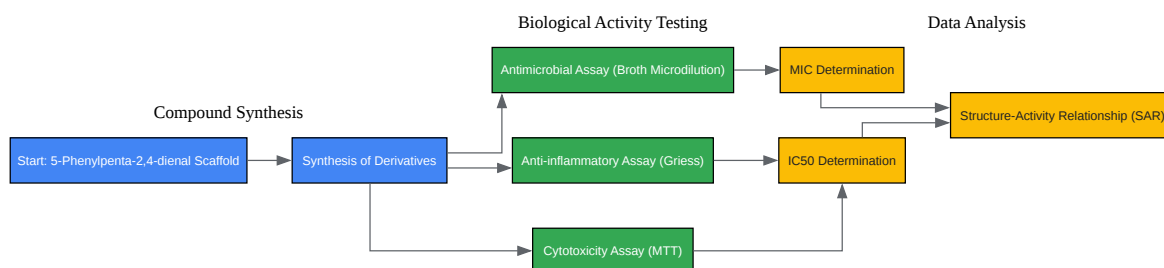 Biological Activity Testing
Data Analysis
Antimicrobial Assay (Broth Microdilution)
MIC Determination
Compound Synthesis
Structure-Activity Relationship (SAR)
Start: 5-Phenylpenta-2,4-dienal Scaffold
Synthesis of Derivatives
Anti-inflammatory Assay (Griess)
IC50 Determination
Cytotoxicity Assay (MTT)